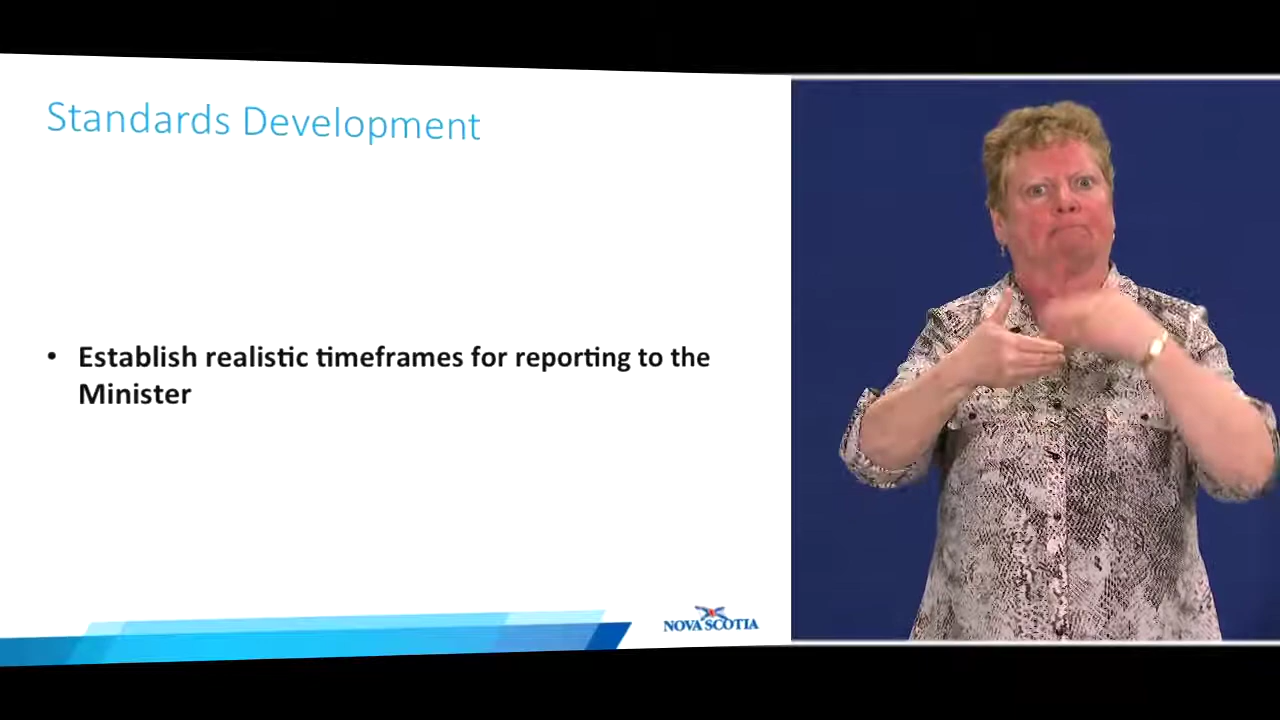 Standards Development
• Establish realistic timeframes for reporting to the
Minister
NOVA SCOTIA